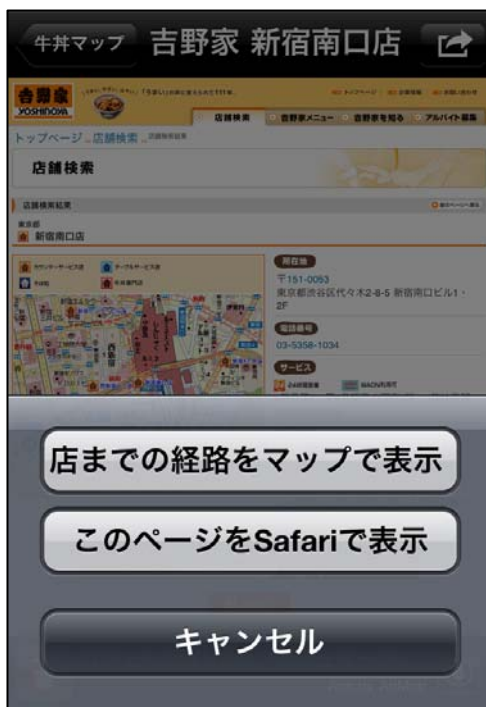 牛丼マップ
吉野家 新宿南口店
吉野家
YOSHINOYA
店舗検索
吉野家メニュー
吉野家を知る
アルバイト募集
トップページ
店舗検索
店舗検索
店舗検索結果
東京都
新宿南口店
所在地
〒151-0053
東京都渋谷区代々木2-8-5 新宿南口ビル1・
2F
電話番号
03-5358-1034
サービス
店までの経路をマップで表示
このページをSafariで表示
キャンセル